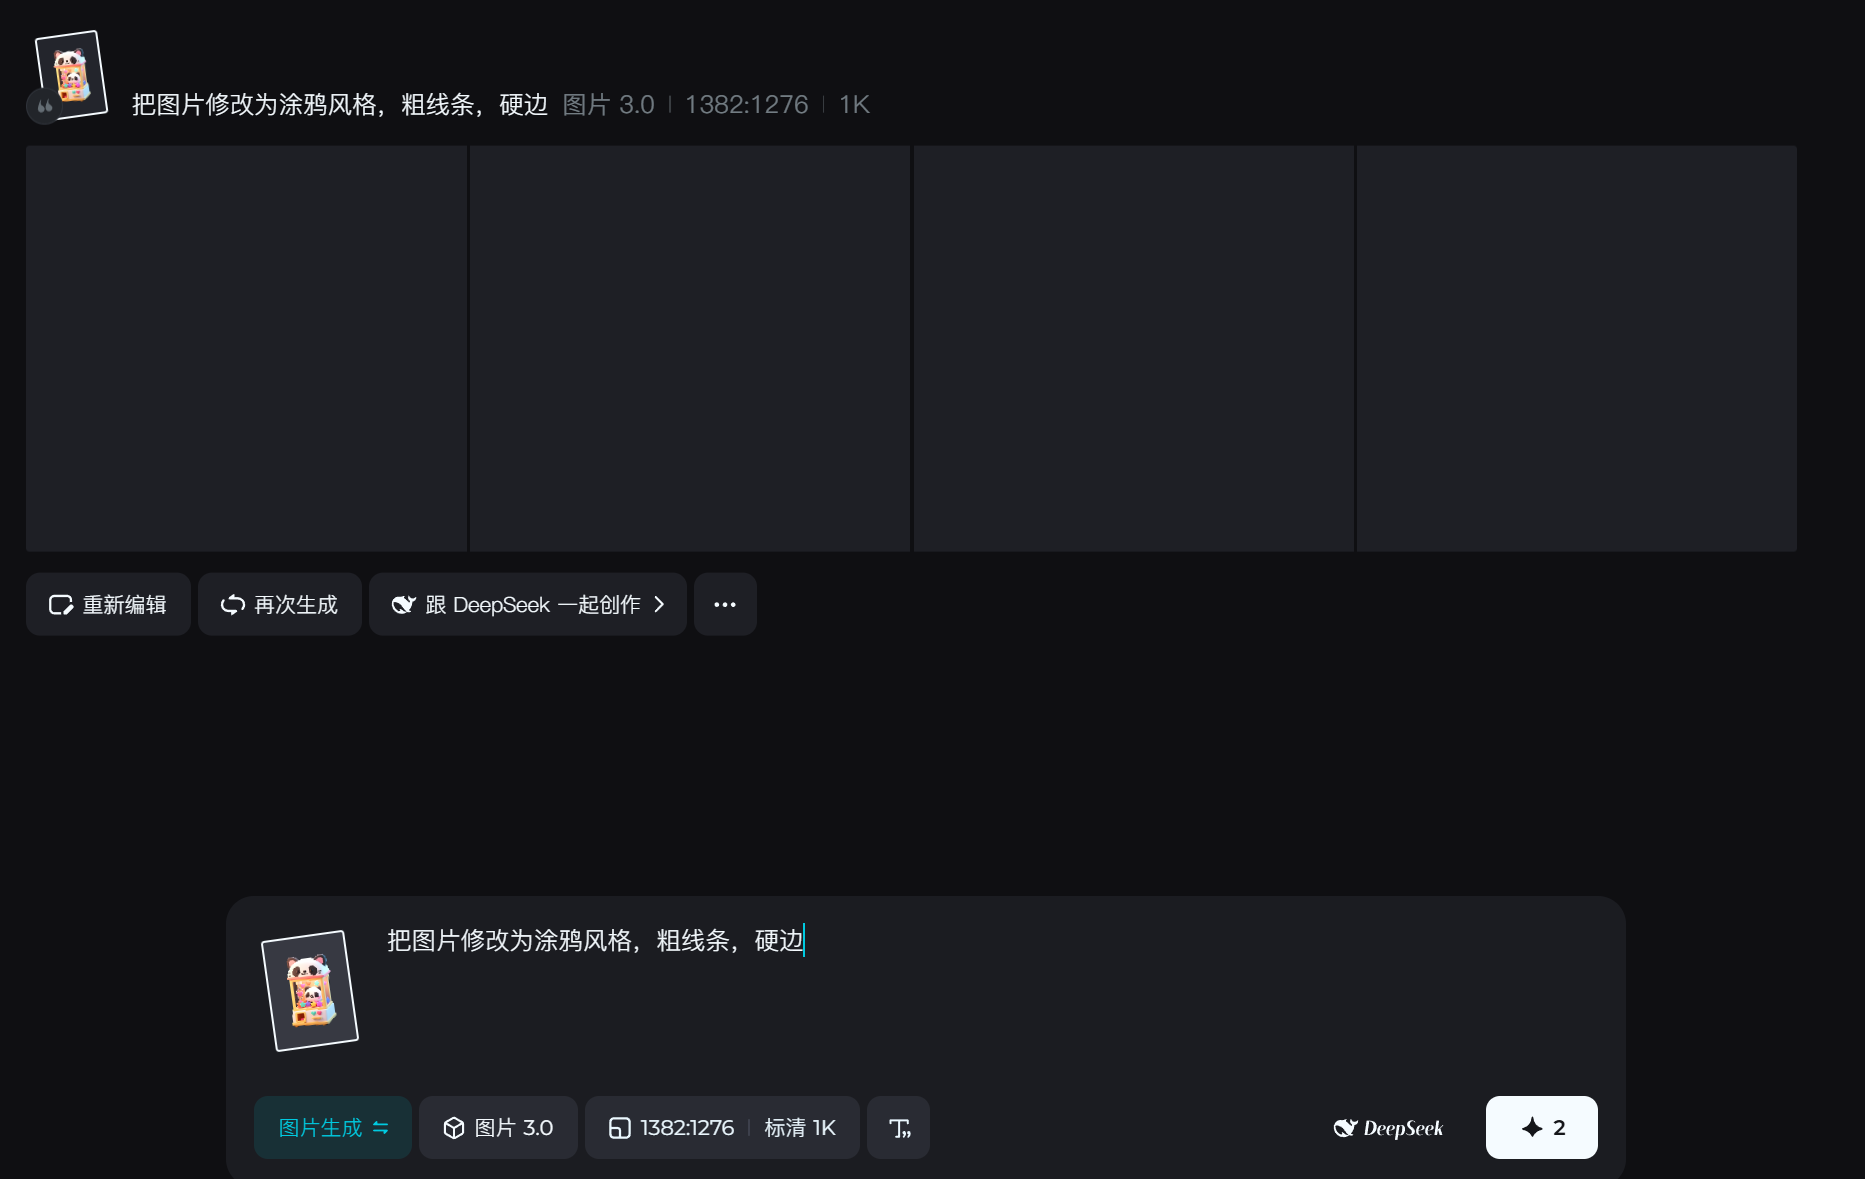 把图片修改为涂鸦风格，粗线条，硬边 图片 3.0 | 1382:1276 | 1K
重新编辑 再次生成 跟 DeepSeek 一起创作 ...
把图片修改为涂鸦风格，粗线条，硬边
图片生成 图片 3.0 1382:1276 | 标清 1K T DeepSeek 2